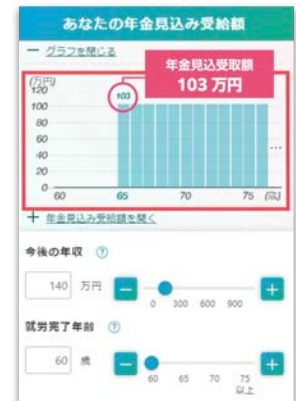 あなたの年金見込み受給額
グラフを閉じる
年金見込受取額
103 万円
(万円)
120
103
100
80
60
40
20
0
60 65 70 75 (歳)
…
年金見込み受給額を開く
今後の年収 ?
140 万円
0 300 600 900
就労完了年齢 ?
60 歳
60 65 70 75
以上